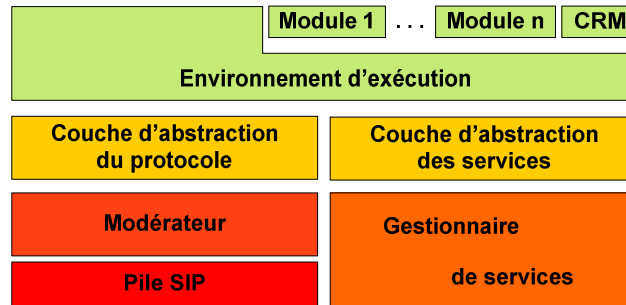 Module 1 . . . Module n CRM
Environnement d'exécution
Couche d'abstraction
du protocole
Couche d'abstraction
des services
Modérateur
Gestionnaire
de services
Pile SIP